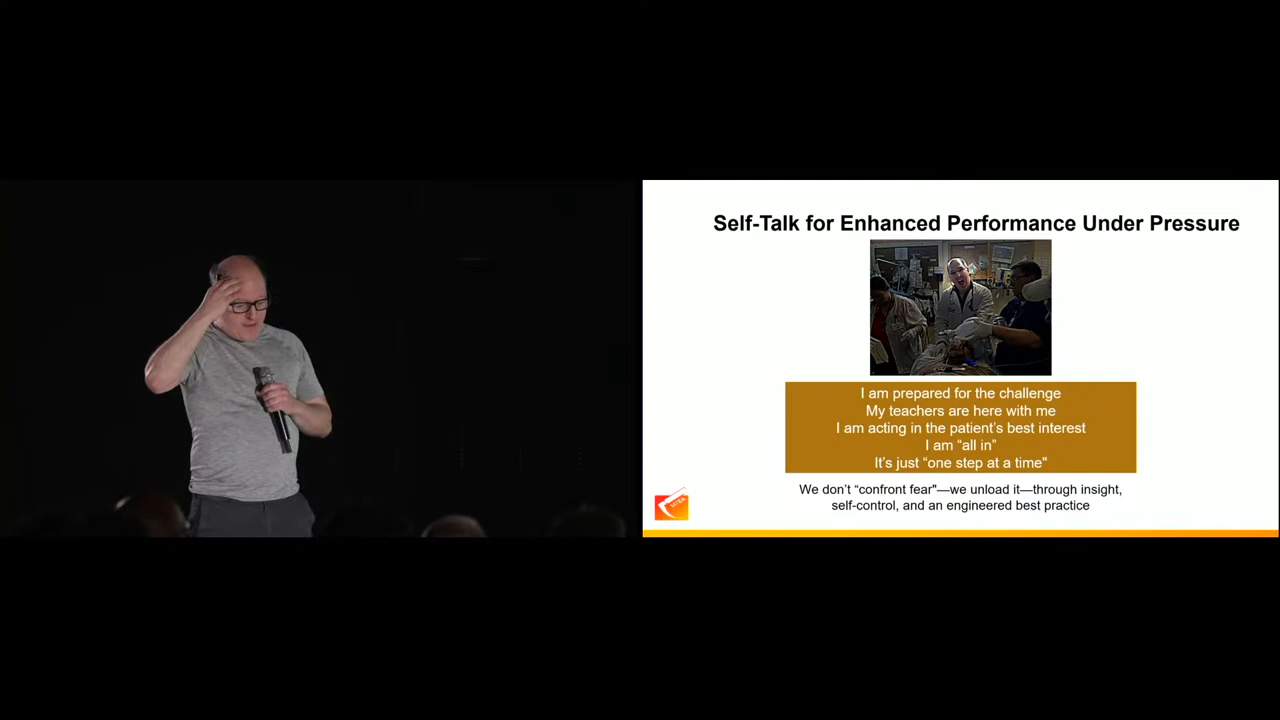 Self-Talk for Enhanced Performance Under Pressure
I am prepared for the challenge
My teachers are here with me
I am acting in the patient’s best interest
I am “all in”
It’s just “one step at a time"
We don’t “confront fear"—we unload it—through insight,
self-control, and an engineered best practice